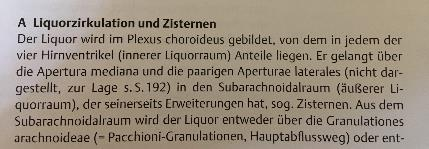 A Liquorzirkulation und Zisternen
Der Liquor wird im Plexus choroideus gebildet, von dem in jedem der
vier Hirnventrikel (innerer Liquorraum) Anteile liegen. Er gelangt über
die Apertura mediana und die paarigen Aperturae laterales (nicht dar-
gestellt, zur Lage s. S. 192) in den Subarachnoidalraum (äußerer Li-
quorraum), der seinerseits Erweiterungen hat, sog. Zisternen. Aus dem
Subarachnoidalraum wird der Liquor entweder über die Granulationes
arachnoideae (= Pacchioni-Granulationen, Hauptabflussweg) oder ent-